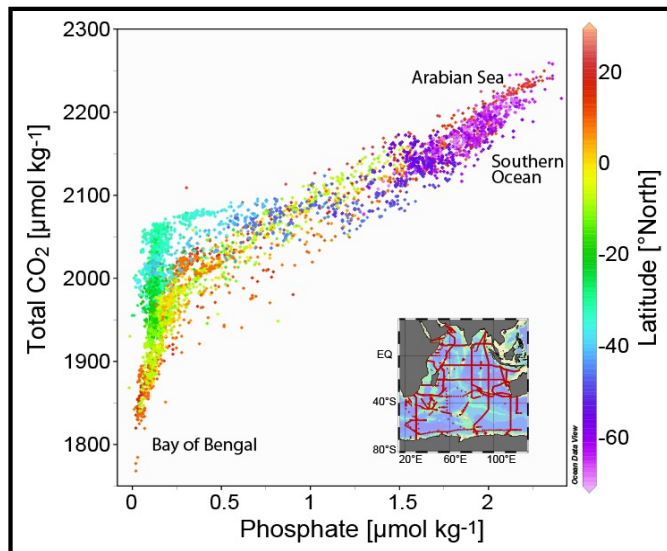 2300
2200
2100
2000
1900
1800
Total CO2 [µmol kg-1]
0
0.5
1
1.5
2
Phosphate [µmol kg-1]
Arabian Sea
Southern
Ocean
Bay of Bengal
EQ
40°S
80°S
20°E
60°E
100°E
Ocean Data View
20
0
-20
-40
-60
Latitude [°North]